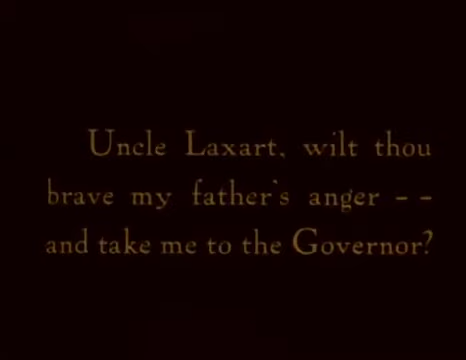 Uncle Laxart, wilt thou
brave my father's anger - -
and take me to the Governor?